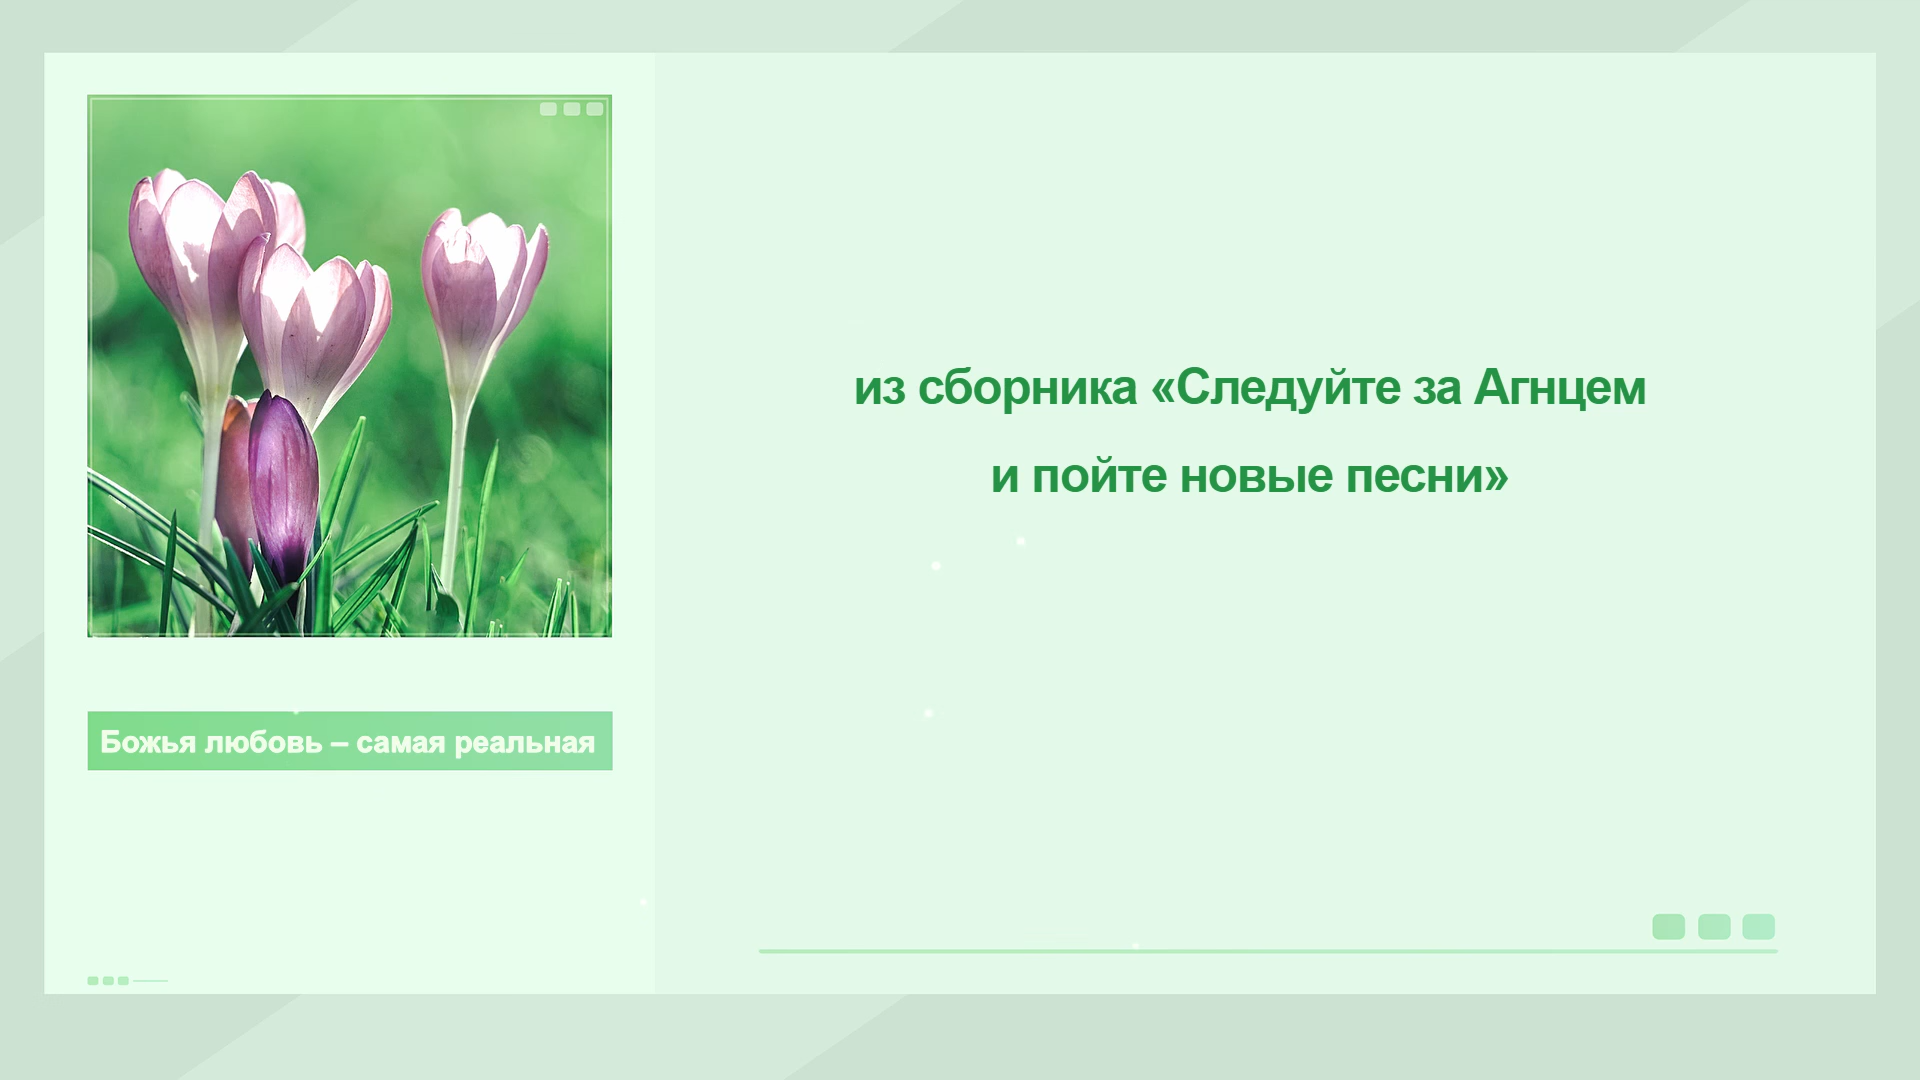 из сборника «Следуйте за Агнцем
и пойте новые песни»
Божья любовь – самая реальная